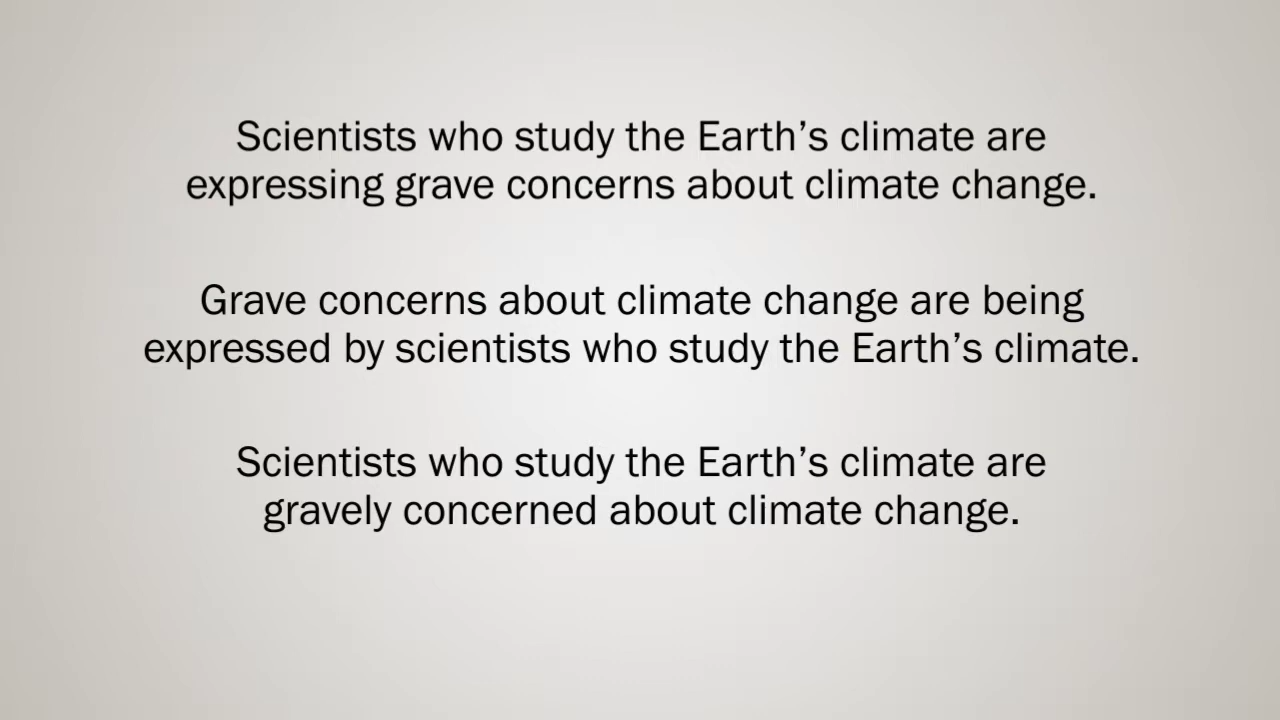 Scientists who study the Earth’s climate are
expressing grave concerns about climate change.
Grave concerns about climate change are being
expressed by scientists who study the Earth’s climate.
Scientists who study the Earth’s climate are
gravely concerned about climate change.